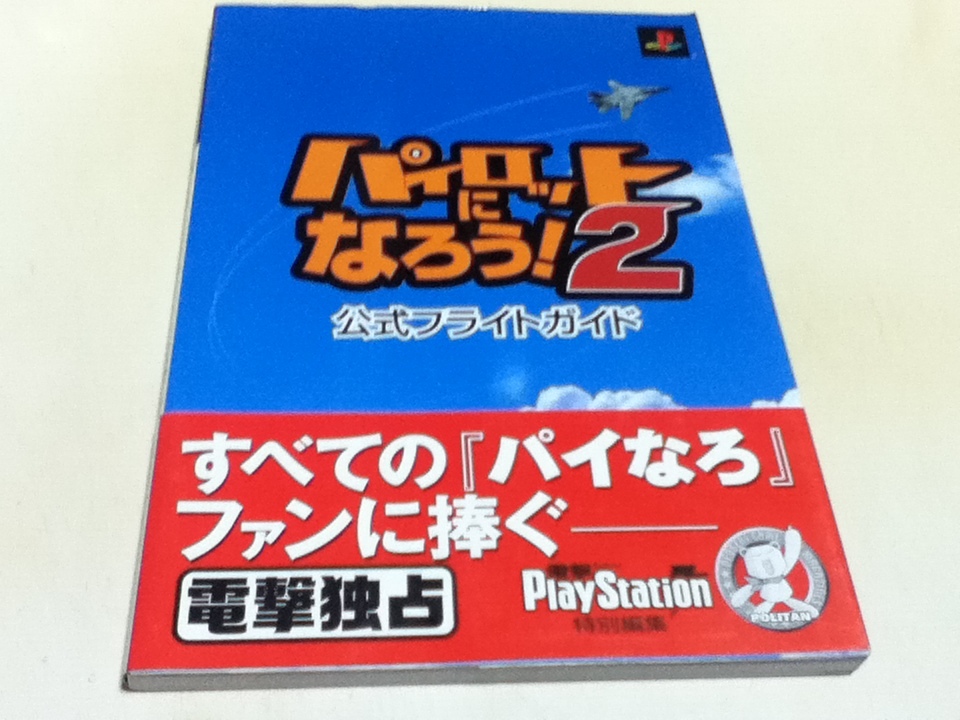 パイロット
に
なろう!2
公式フライトガイド
すべての『パイなろ』
ファンに捧ぐ――
電撃独占
電撃
PlayStation
特別編集
POLITAN